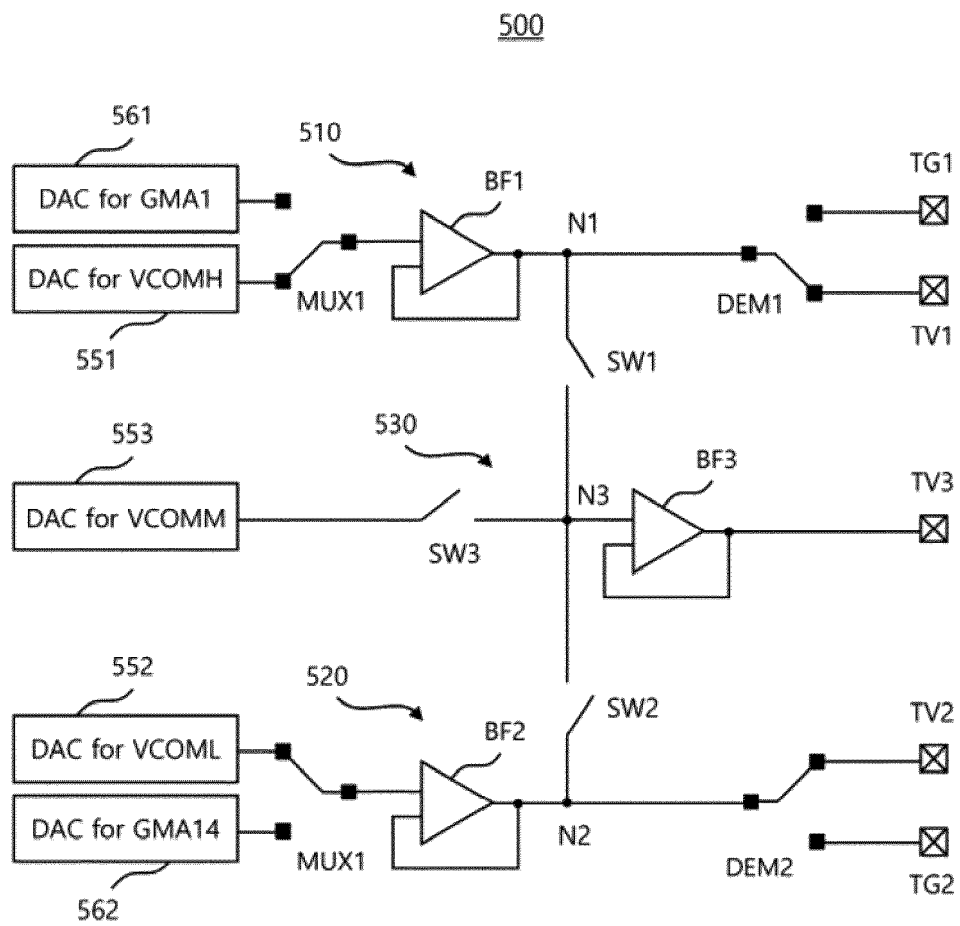 500
561
510
TG1
DAC for GMA1
BF1
N1
DAC for VCOMH
MUX1
DEM1
551
TV1
SW1
553
530
BF3
TV3
N3
DAC for VCOMM
SW3
552
520
SW2
TV2
DAC for VCOML
BF2
DAC for GMA14
N2
MUX1
DEM2
TG2
562